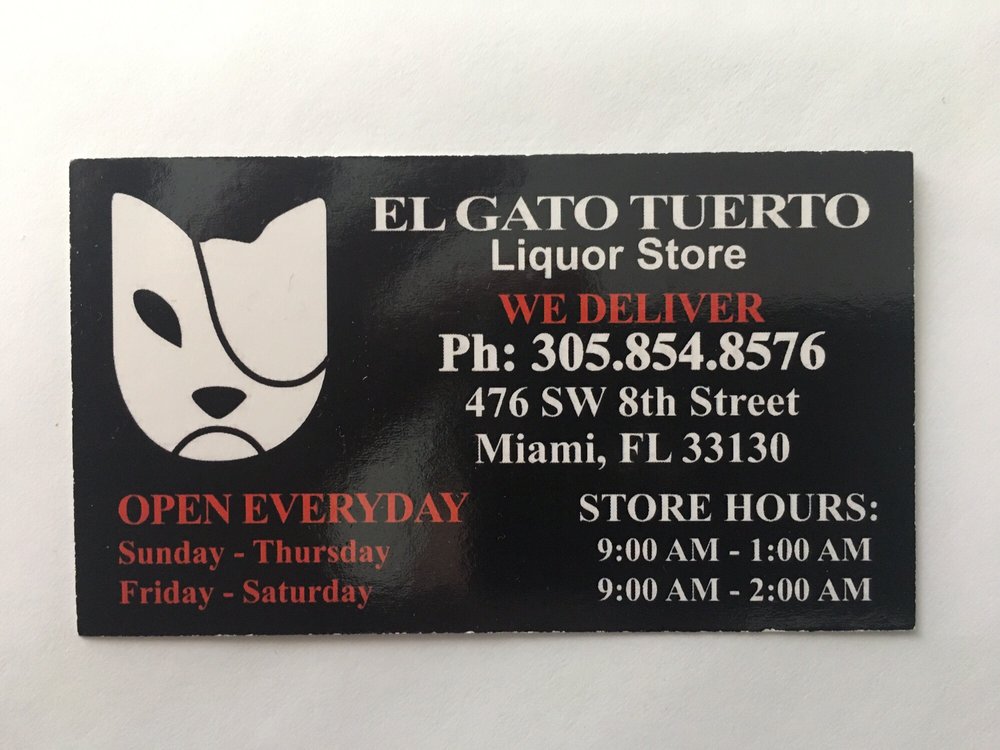 EL GATO TUERTO
Liquor Store
WE DELIVER
Ph: 305.854.8576
476 SW 8th Street
Miami, FL 33130
OPEN EVERYDAY
Sunday - Thursday
Friday - Saturday
STORE HOURS:
9:00 AM - 1:00 AM
9:00 AM - 2:00 AM